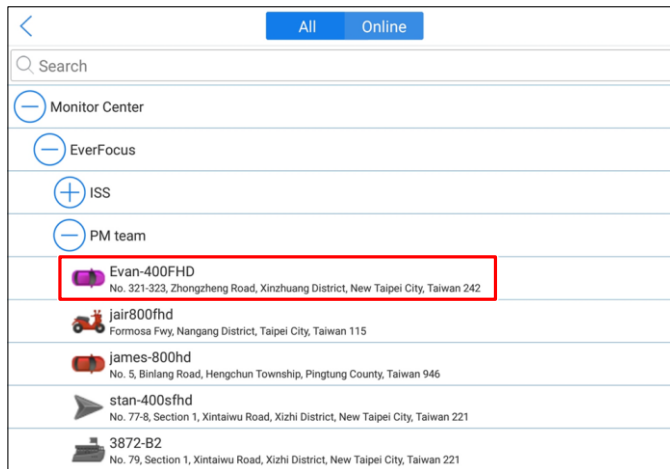 All Online
Search
Monitor Center
EverFocus
ISS
PM team
Evan-400FHD
No. 321-323, Zhongzheng Road, Xinzhuang District, New Taipei City, Taiwan 242
jair800fhd
Formosa Fwy, Nangang District, Taipei City, Taiwan 115
james-800hd
No. 5, Binlang Road, Hengchun Township, Pingtung County, Taiwan 946
stan-400sfhd
No. 77-8, Section 1, Xintaiwu Road, Xizhi District, New Taipei City, Taiwan 221
3872-B2
No. 79, Section 1, Xintaiwu Road, Xizhi District, New Taipei City, Taiwan 221